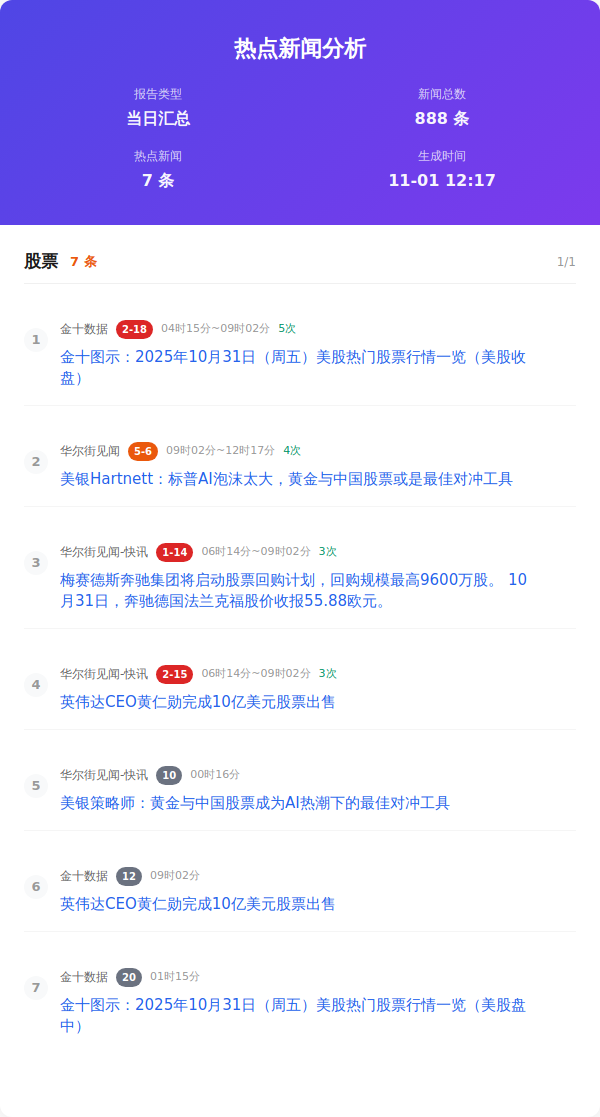 热点新闻分析
报告类型
新闻总数
当日汇总
888 条
热点新闻
生成时间
7 条
11-01 12:17
股票 7 条 1/1
1
金十数据 2-18 04时15分~09时02分 5次
金十图示：2025年10月31日（周五）美股热门股票行情一览（美股收
盘）
2
华尔街见闻 5-6 09时02分~12时17分 4次
美银Hartnett：标普AI泡沫太大，黄金与中国股票或是最佳对冲工具
3
华尔街见闻-快讯 1-14 06时14分~09时02分 3次
梅赛德斯奔驰集团将启动股票回购计划，回购规模最高9600万股。 10
月31日，奔驰德国法兰克福股价收报55.88欧元。
4
华尔街见闻-快讯 2-15 06时14分~09时02分 3次
英伟达CEO黄仁勋完成10亿美元股票出售
5
华尔街见闻-快讯 10 00时16分
美银策略师：黄金与中国股票成为AI热潮下的最佳对冲工具
6
金十数据 12 09时02分
英伟达CEO黄仁勋完成10亿美元股票出售
7
金十数据 20 01时15分
金十图示：2025年10月31日（周五）美股热门股票行情一览（美股盘
中）